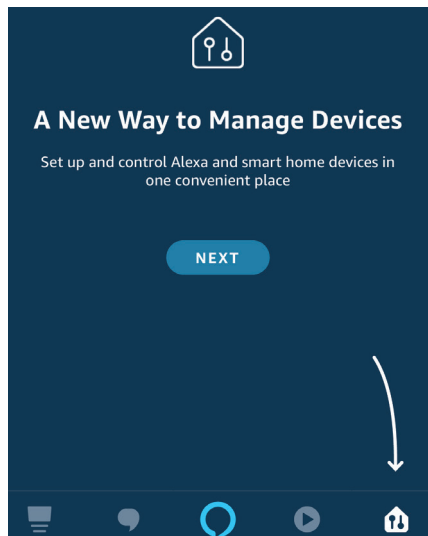 A New Way to Manage Devices
Set up and control Alexa and smart home devices in
one convenient place
NEXT